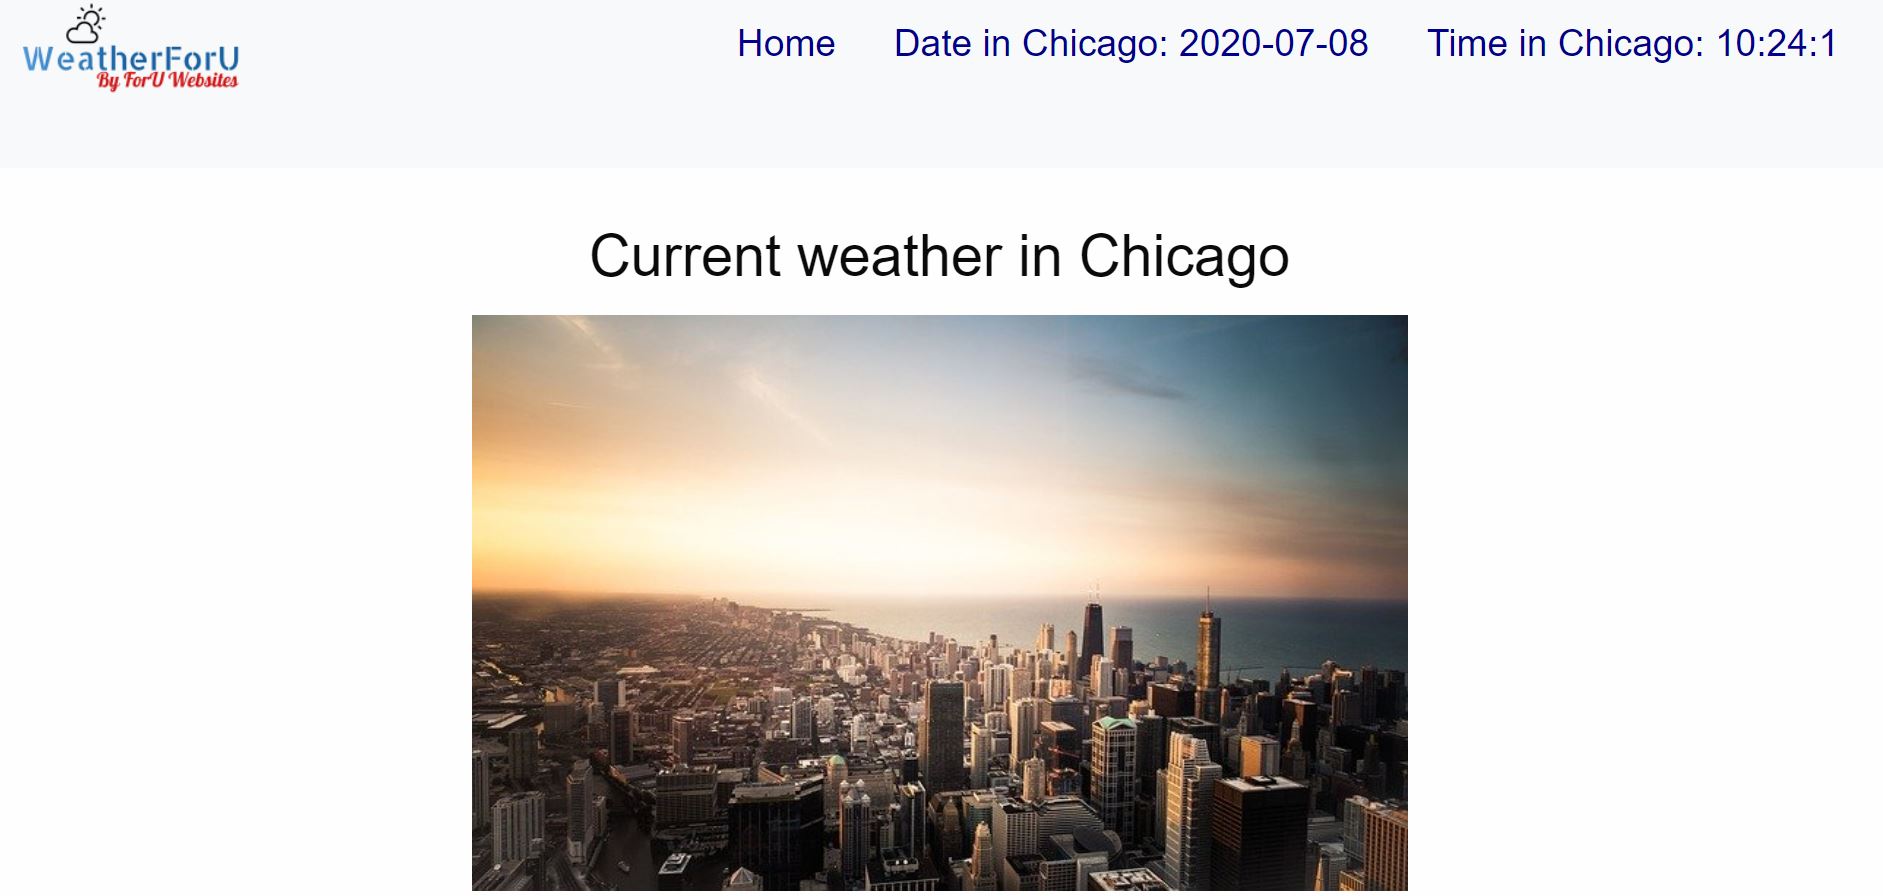 WeatherForU
By ForU Websites
Home
Date in Chicago: 2020-07-08
Time in Chicago: 10:24:1
Current weather in Chicago